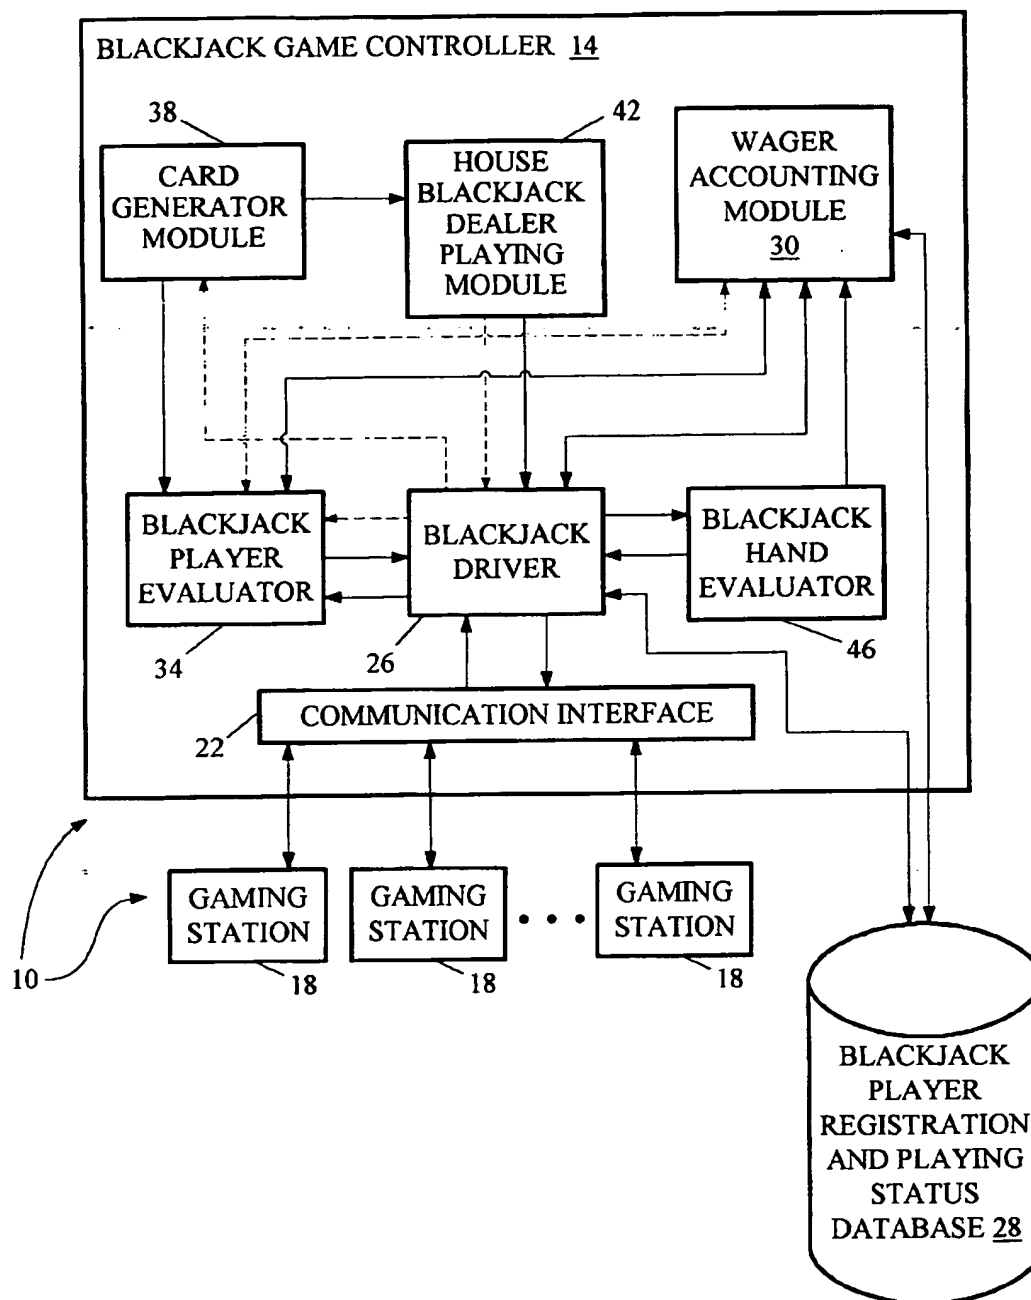 BLACKJACK GAME CONTROLLER 14
38
42
CARD
GENERATOR
MODULE
HOUSE
BLACKJACK
DEALER
PLAYING
MODULE
WAGER
ACCOUNTING
MODULE
30
BLACKJACK
PLAYER
EVALUATOR
BLACKJACK
DRIVER
BLACKJACK
HAND
EVALUATOR
34
26
46
22
COMMUNICATION INTERFACE
GAMING
STATION
GAMING
STATION
GAMING
STATION
10
18
18
18
BLACKJACK
PLAYER
REGISTRATION
AND PLAYING
STATUS
DATABASE 28